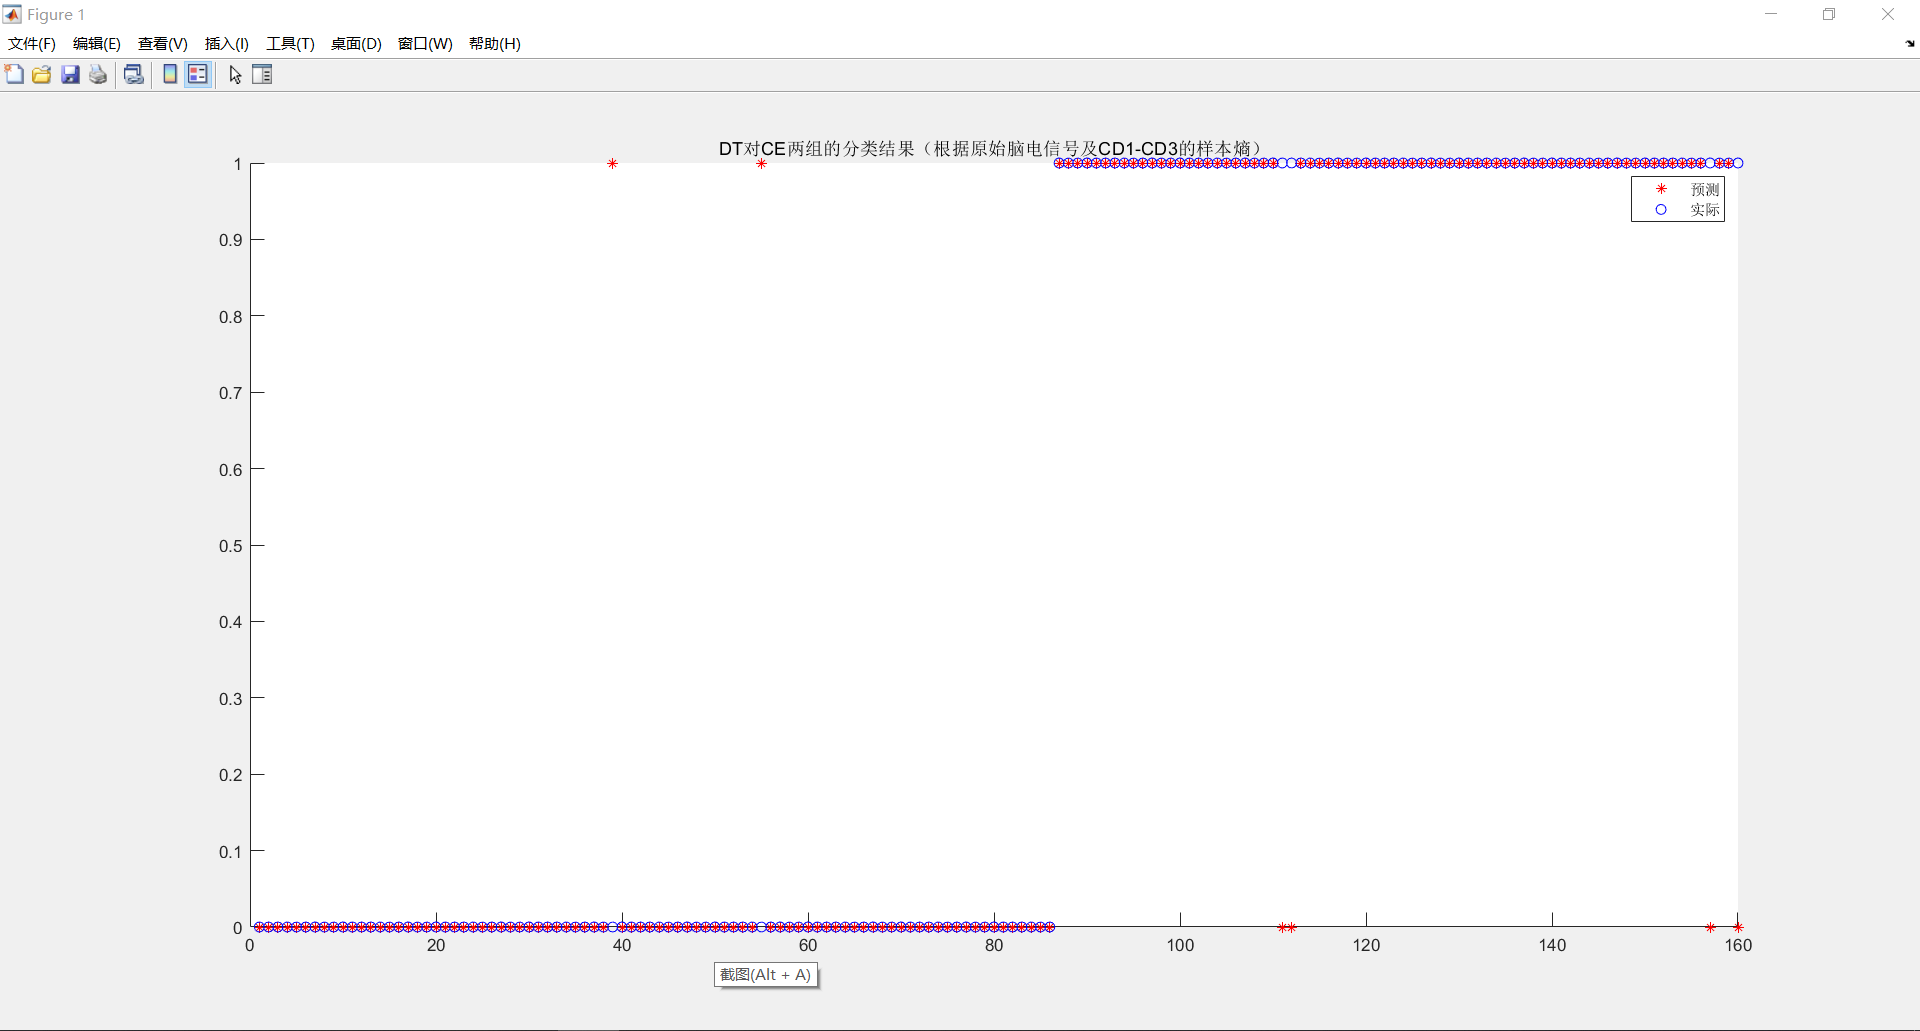 Figure 1
文件(F) 编辑(E) 查看(V) 插入(I) 工具(T) 桌面(D) 窗口(W) 帮助(H)
DT对CE两组的分类结果（根据原始脑电信号及CD1-CD3的样本熵）
1
预测
实际
0.9
0.8
0.7
0.6
0.5
0.4
0.3
0.2
0.1
0
0 20 40 60 80 100 120 140 160
截图(Alt + A)